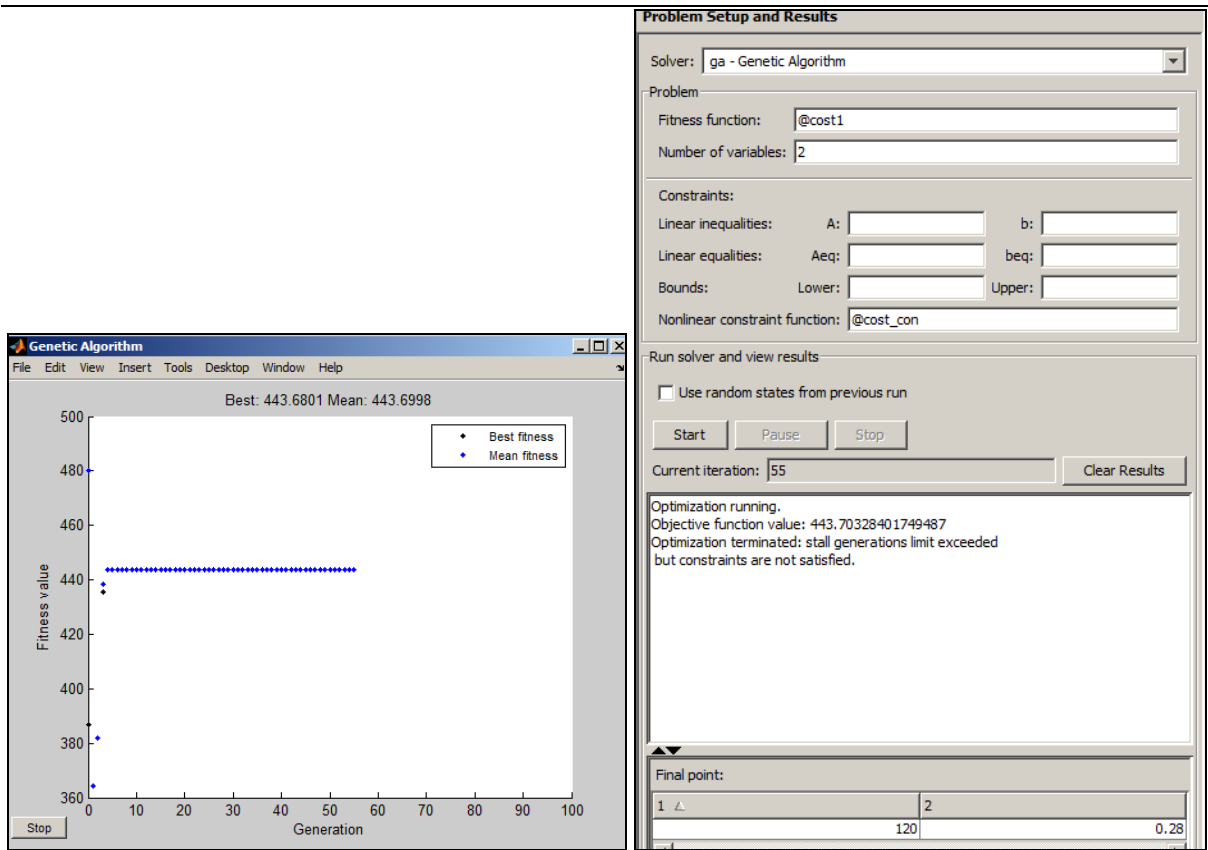 Genetic Algorithm
File Edit View Insert Tools Desktop Window Help
Best: 443.6801 Mean: 443.6998
Best fitness
Mean fitness
500
480
460
440
420
400
380
360
Fitness value
0 10 20 30 40 50 60 70 80 90 100
Generation
Stop
Problem Setup and Results
Solver: ga - Genetic Algorithm
Problem
Fitness function: @cost1
Number of variables: 2
Constraints:
Linear inequalities: A: b:
Linear equalities: Aeq: beq:
Bounds: Lower: Upper:
Nonlinear constraint function: @cost_con
Run solver and view results
Use random states from previous run
Start Pause Stop
Current iteration: 55 Clear Results
Optimization running.
Objective function value: 443.70328401749487
Optimization terminated: stall generations limit exceeded
but constraints are not satisfied.
Final point:
1 2
120 0.28